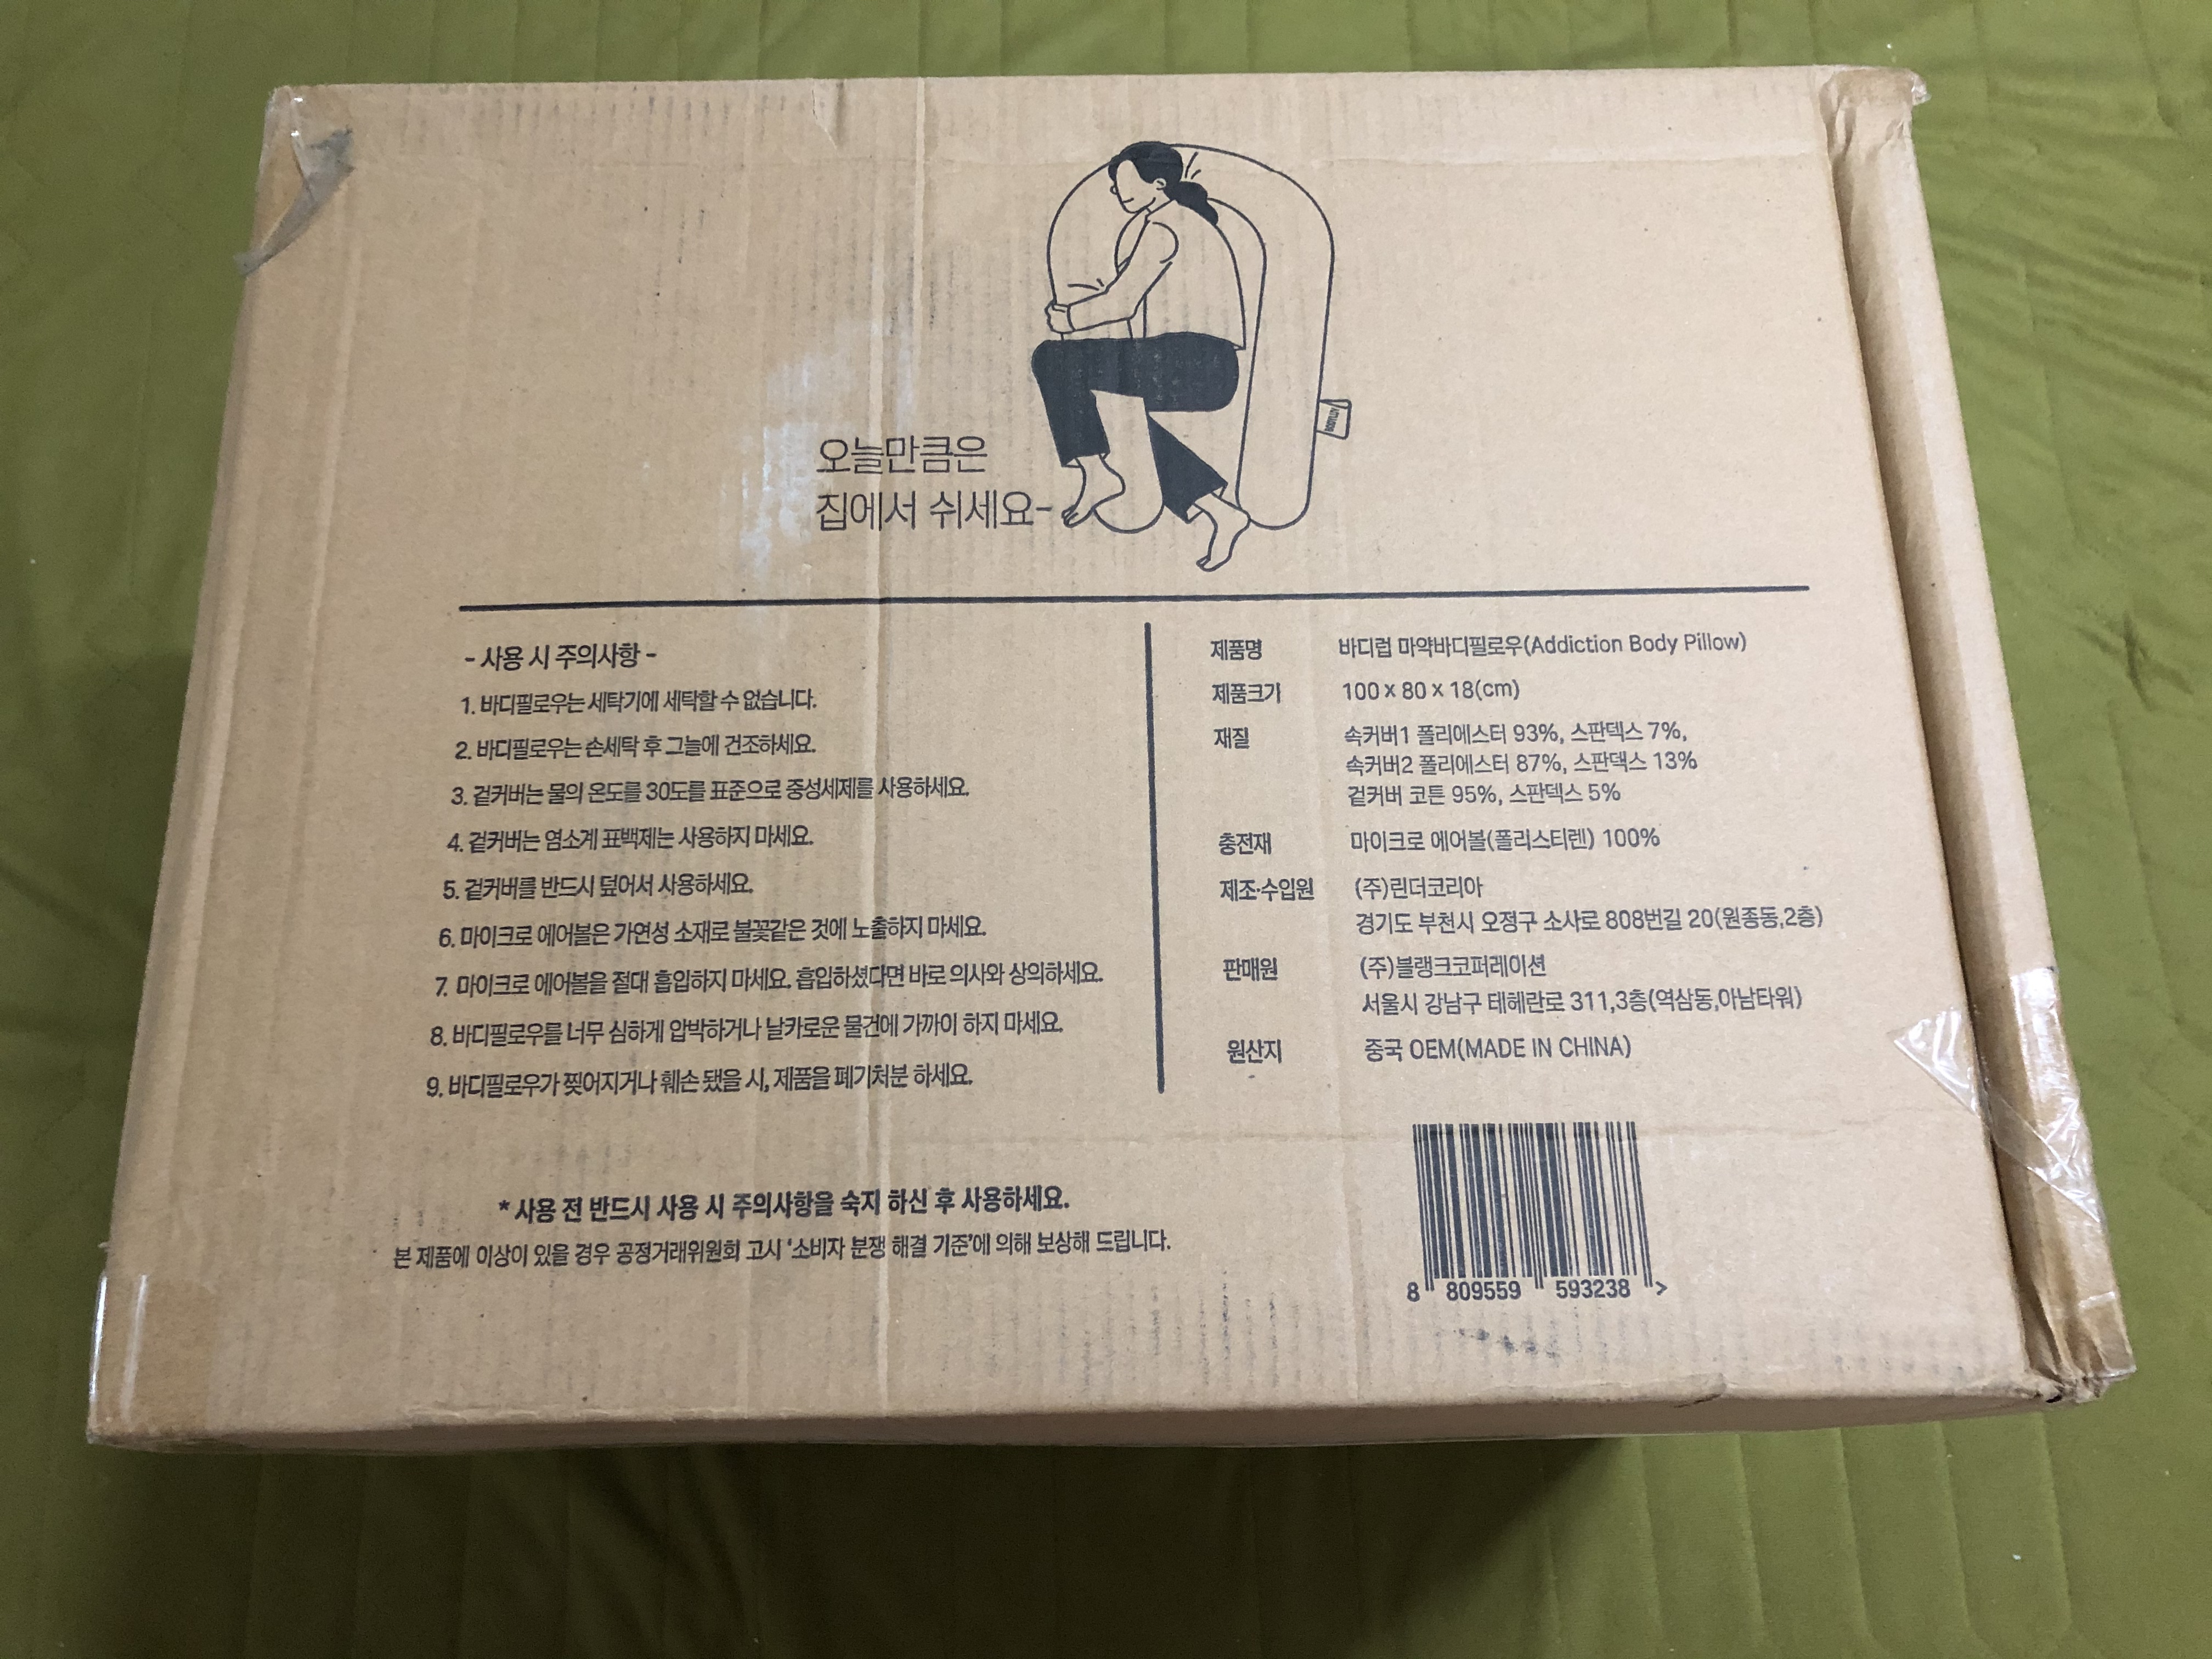 오늘만큼은
집에서 쉬세요-
- 사용 시 주의사항 -
1. 바디필로우는 세탁기에 세탁할 수 없습니다.
2. 바디필로우는 손세탁 후 그늘에 건조하세요.
3. 겉커버는 물의 온도를 30도를 표준으로 중성세제를 사용하세요.
4. 겉커버는 염소계 표백제는 사용하지 마세요.
5. 겉커버를 반드시 덮어서 사용하세요.
6. 마이크로 에어볼은 가연성 소재로 불꽃같은 것에 노출하지 마세요.
7. 마이크로 에어볼을 절대 흡입하지 마세요. 흡입하셨다면 바로 의사와 상의하세요.
8. 바디필로우를 너무 심하게 압박하거나 날카로운 물건에 가까이 하지 마세요.
9. 바디필로우가 찢어지거나 훼손 됐을 시, 제품을 폐기처분 하세요.
제품명 바디럽 마약바디필로우(Addiction Body Pillow)
제품크기 100 x 80 x 18(cm)
재질 속커버1 폴리에스터 93%, 스판덱스 7%,
속커버2 폴리에스터 87%, 스판덱스 13%
겉커버 코튼 95%, 스판덱스 5%
충전재 마이크로 에어볼(폴리스티렌) 100%
제조·수입원 (주)린더코리아
경기도 부천시 오정구 소사로 808번길 20(원종동,2층)
판매원 (주)블랭크코퍼레이션
서울시 강남구 테헤란로 311,3층(역삼동,아남타워)
원산지 중국 OEM(MADE IN CHINA)
* 사용 전 반드시 사용 시 주의사항을 숙지 하신 후 사용하세요.
본 제품에 이상이 있을 경우 공정거래위원회 고시 '소비자 분쟁 해결 기준'에 의해 보상해 드립니다.
8 809559 593238 >